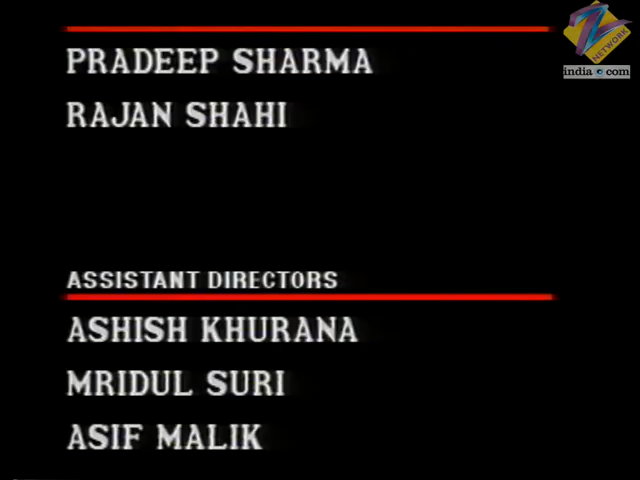 PRADEEP SHARMA
RAJAN SHAHI
ASSISTANT DIRECTORS
ASHISH KHURANA
MRIDUL SURI
ASIF MALIK
Z NETWORK
india.com